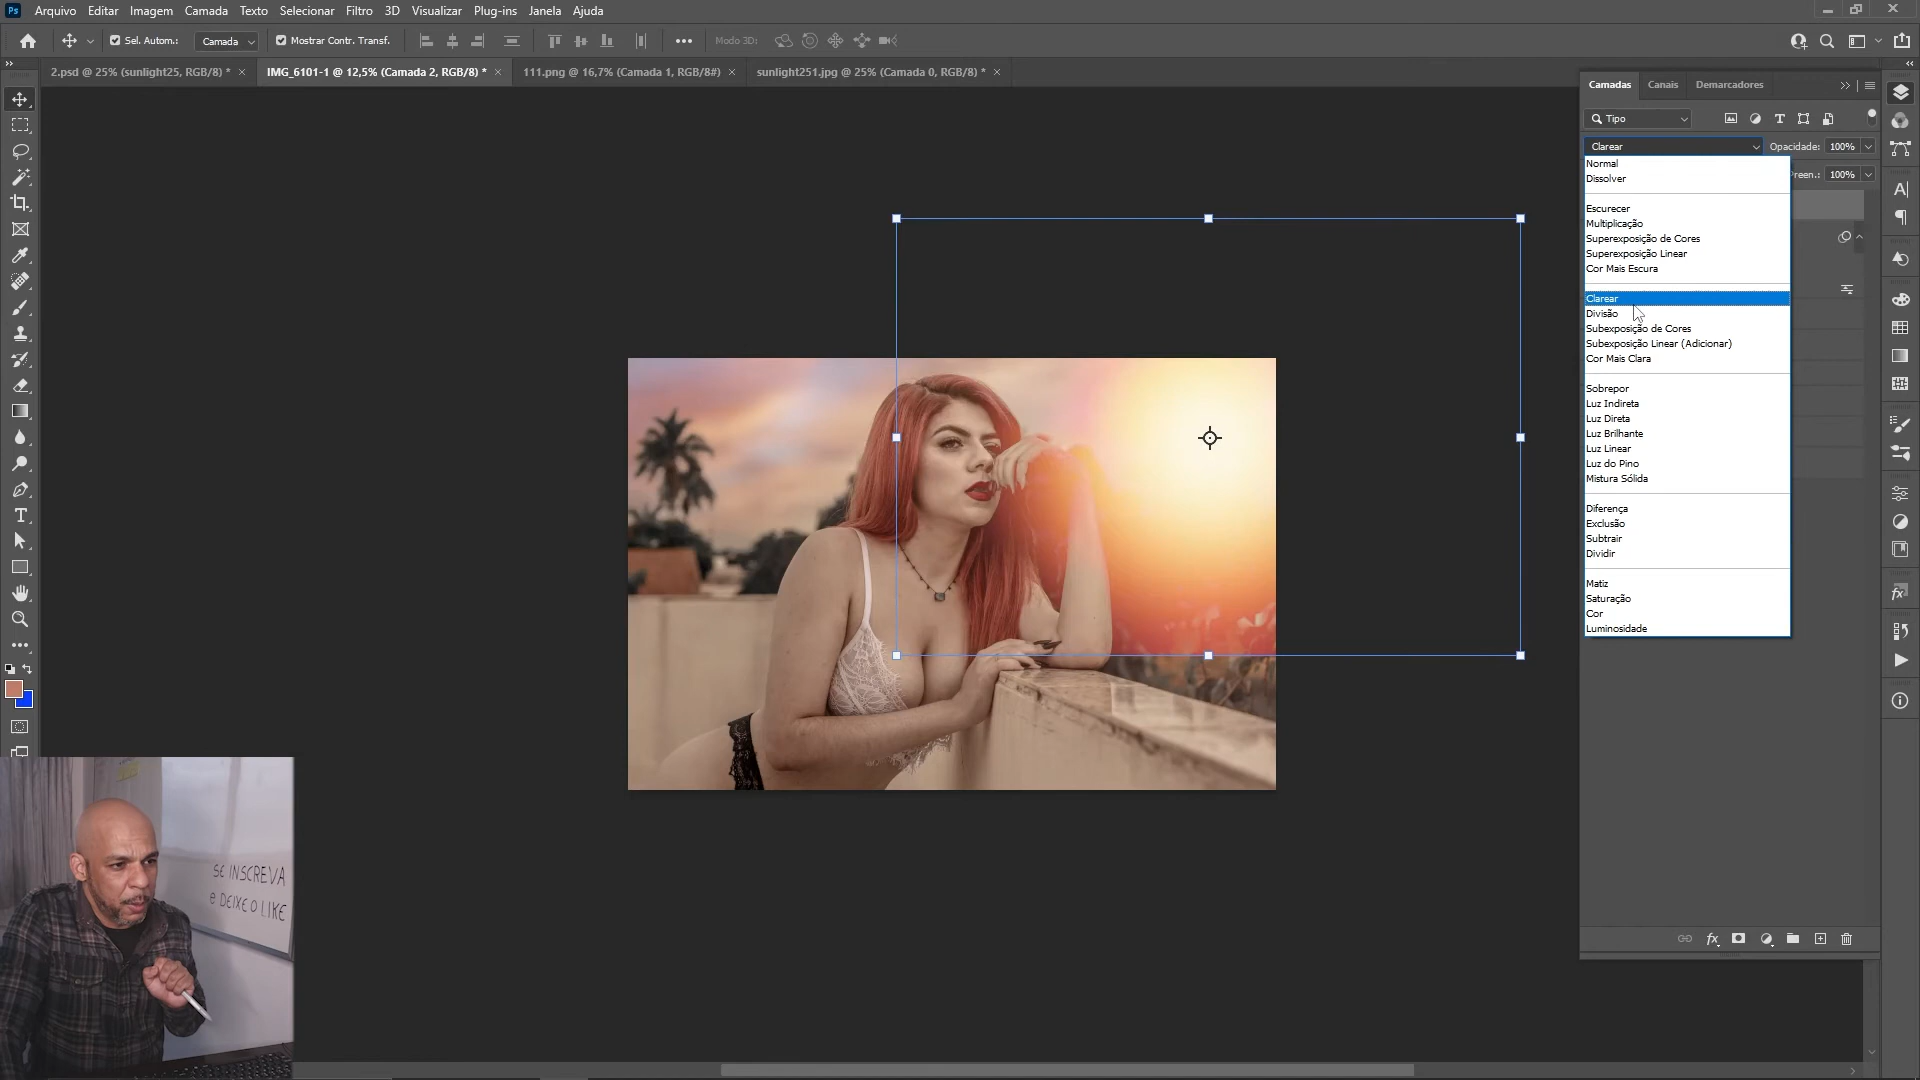 Ps Arquivo Editar Imagem Camada Texto Selecionar Filtro 3D Visualizar Plug-ins Janela Ajuda
Sel. Autom.: Camada Mostrar Contr. Transf. Modo 3D:
2.psd @ 25% (sunlight25, RGB/8) * IMG_6101-1 @ 12,5% (Camada 2, RGB/8) * 111.png @ 16,7% (Camada 1, RGB/8#) sunlight251.jpg @ 25% (Camada 0, RGB/8) *
Camadas Canais Demarcadores
Tipo
Clarear Opacidade: 100%
Preen.: 100%
Normal
Dissolver
Escurecer
Multiplicação
Superexposição de Cores
Superexposição Linear
Cor Mais Escura
Clarear
Divisão
Subexposição de Cores
Subexposição Linear (Adicionar)
Cor Mais Clara
Sobrepor
Luz Indireta
Luz Direta
Luz Brilhante
Luz Linear
Luz do Pino
Mistura Sólida
Diferença
Exclusão
Subtrair
Dividir
Matiz
Saturação
Cor
Luminosidade
SE INSCREVA
e DEIXE O LIKE